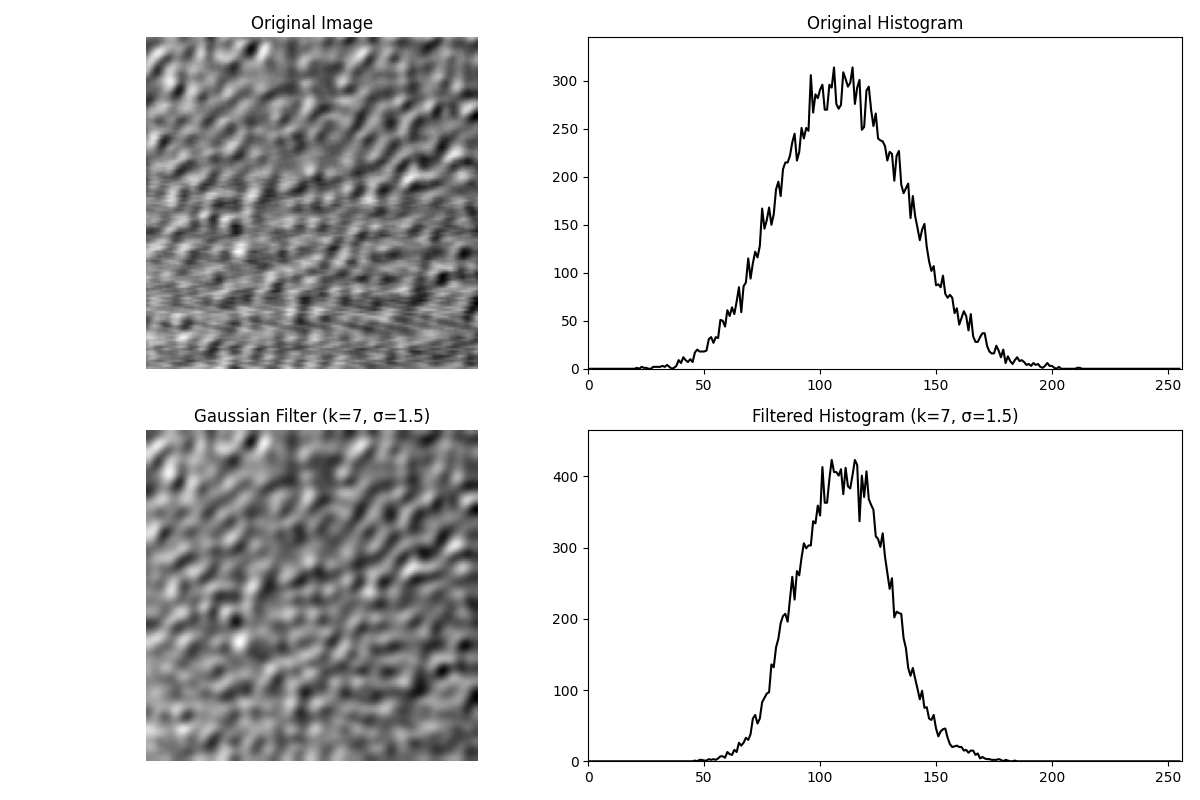 Original Image
Original Histogram
300
250
200
150
100
50
0
0 50 100 150 200 250
Gaussian Filter (k=7, σ=1.5)
Filtered Histogram (k=7, σ=1.5)
400
300
200
100
0
0 50 100 150 200 250